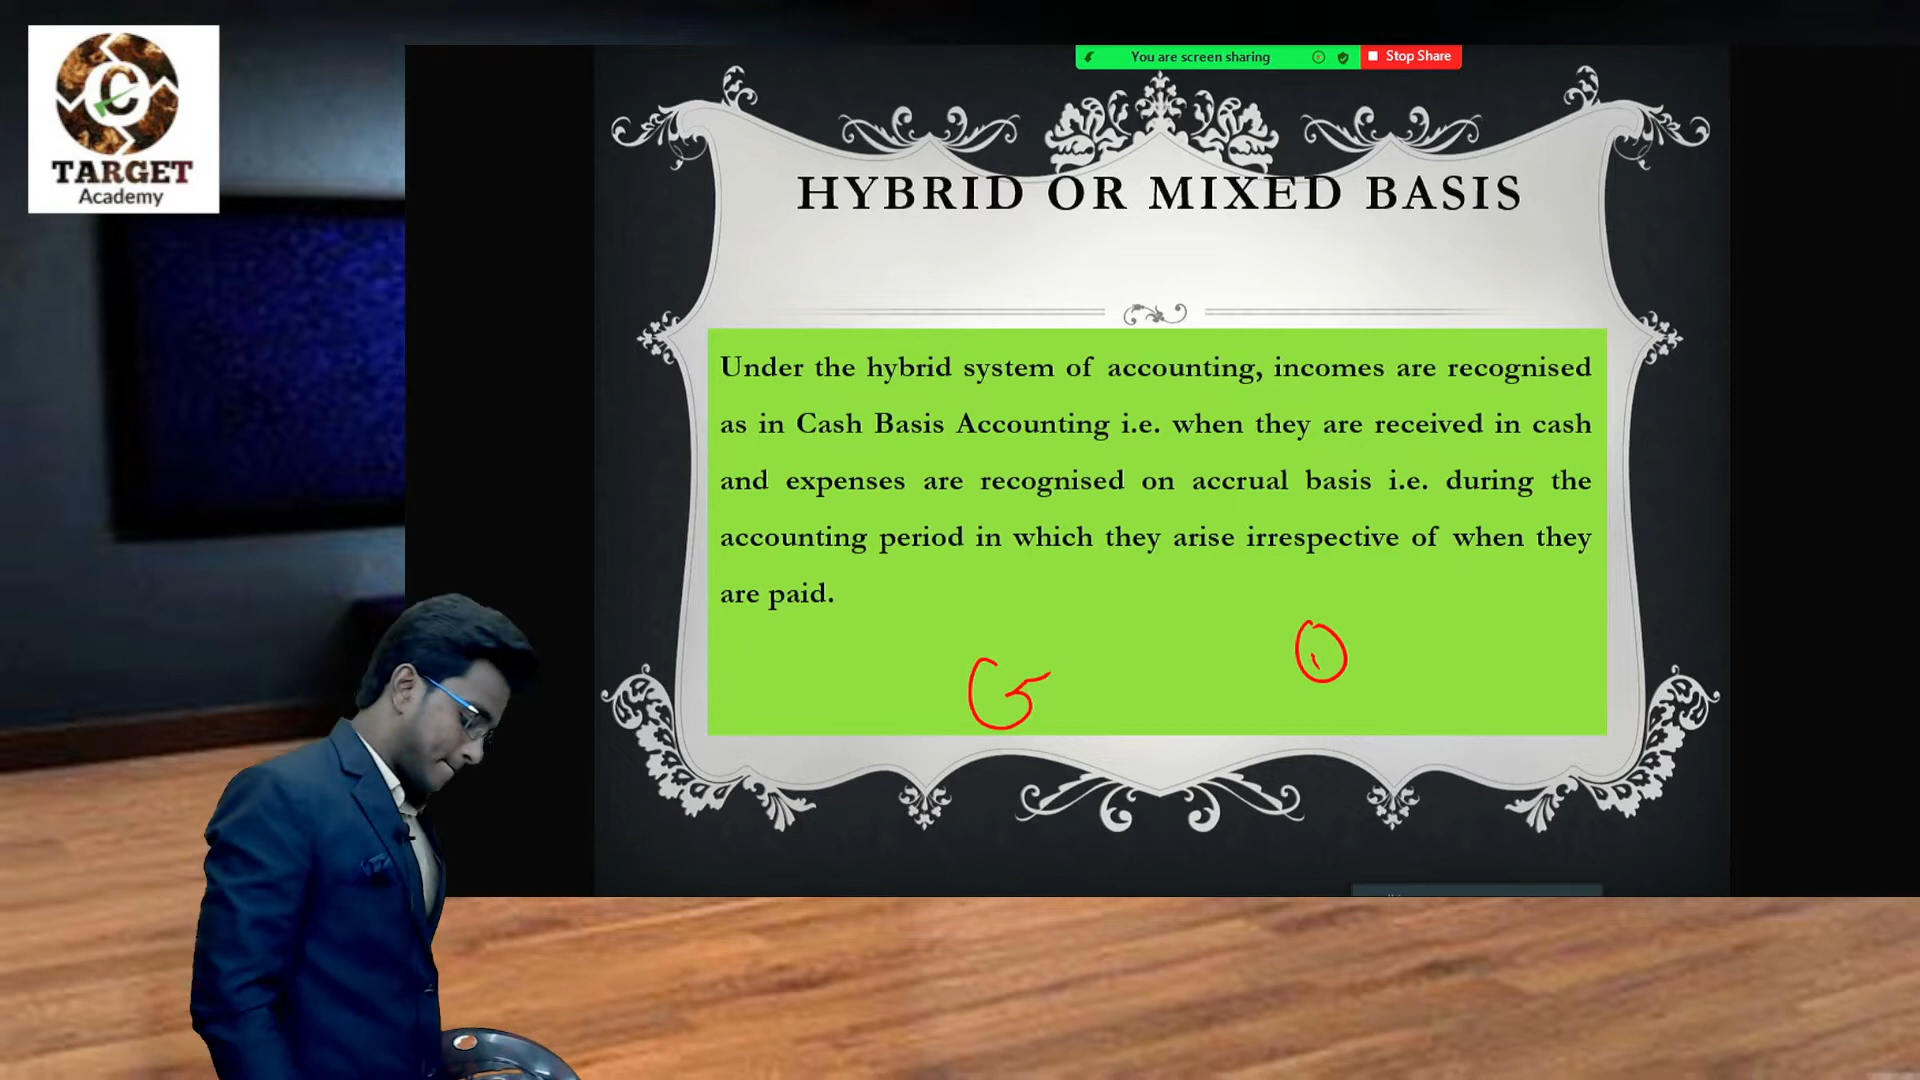 TARGET
Academy
You are screen sharing
Stop Share
HYBRID OR MIXED BASIS
Under the hybrid system of accounting, incomes are recognised
as in Cash Basis Accounting i.e. when they are received in cash
and expenses are recognised on accrual basis i.e. during the
accounting period in which they arise irrespective of when they
are paid.